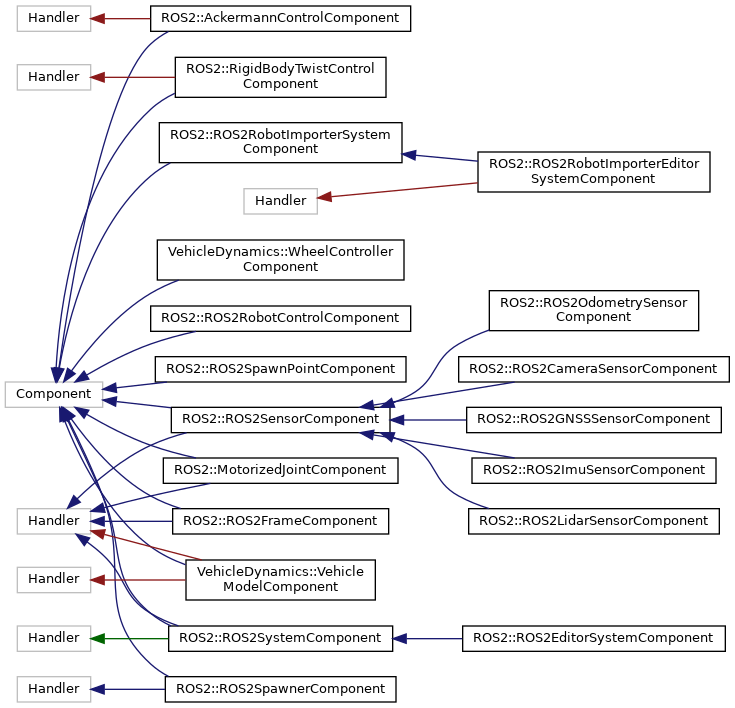 Handler
ROS2::AckermannControlComponent
Handler
ROS2::RigidBodyTwistControl
Component
ROS2::ROS2RobotImporterSystem
Component
ROS2::ROS2RobotImporterEditor
SystemComponent
Handler
VehicleDynamics::WheelController
Component
ROS2::ROS2RobotControlComponent
ROS2::ROS2OdometrySensor
Component
ROS2::ROS2SpawnPointComponent
ROS2::ROS2CameraSensorComponent
Component
ROS2::ROS2SensorComponent
ROS2::ROS2GNSSSensorComponent
ROS2::MotorizedJointComponent
ROS2::ROS2ImuSensorComponent
Handler
ROS2::ROS2FrameComponent
ROS2::ROS2LidarSensorComponent
Handler
VehicleDynamics::Vehicle
ModelComponent
Handler
ROS2::ROS2SystemComponent
ROS2::ROS2EditorSystemComponent
Handler
ROS2::ROS2SpawnerComponent